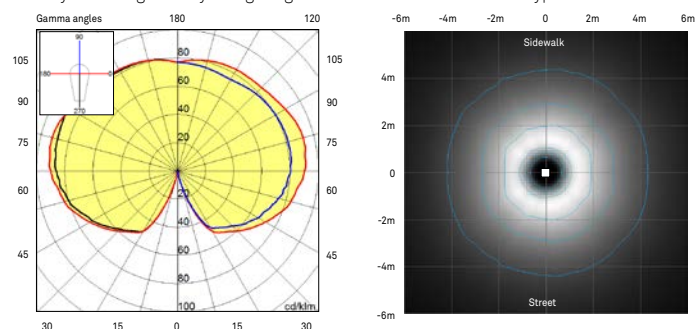 Gamma angles 180 120
-6m -4m -2m 0 2m 4m 6m
90
180 0
270
105 105
90 90
75 75
60 60
45 45
80
60
40
20
20
40
60
80
100 cd/klm
30 15 0 15 30
Sidewalk
4m
2m
0
-2m
-4m
-6m
Street